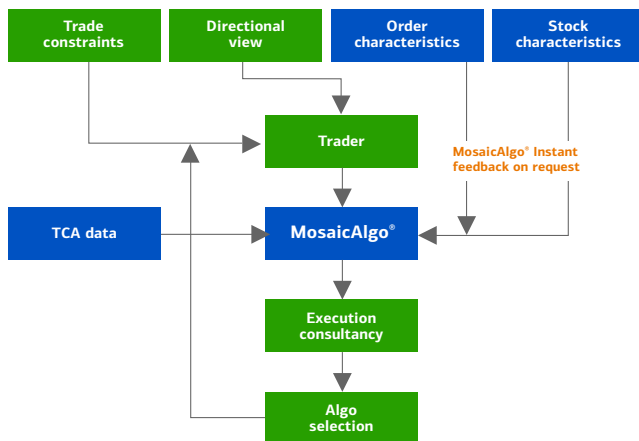 Trade
constraints
Directional
view
Order
characteristics
Stock
characteristics
Trader
MosaicAlgo® Instant
feedback on request
TCA data
MosaicAlgo®
Execution
consultancy
Algo
selection